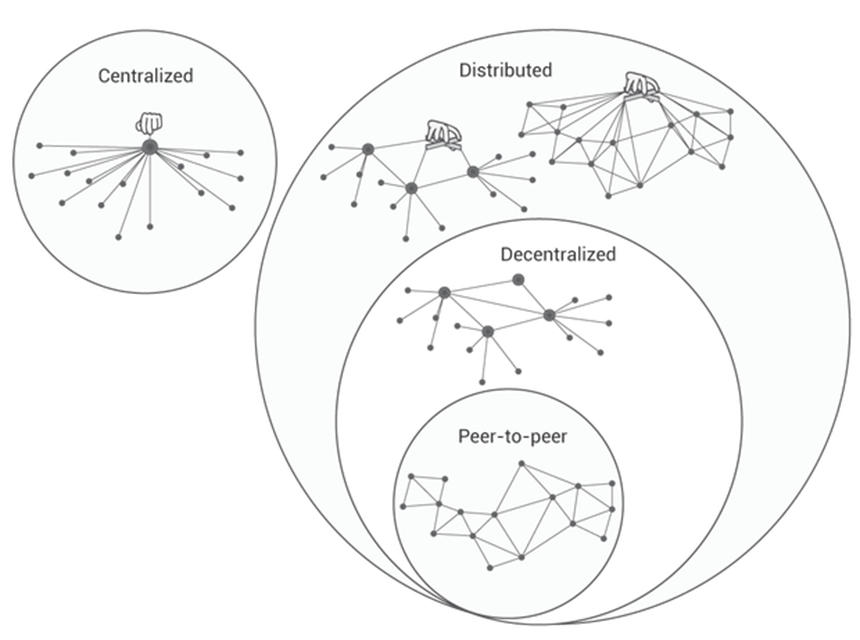 Centralized
Distributed
Decentralized
Peer-to-peer